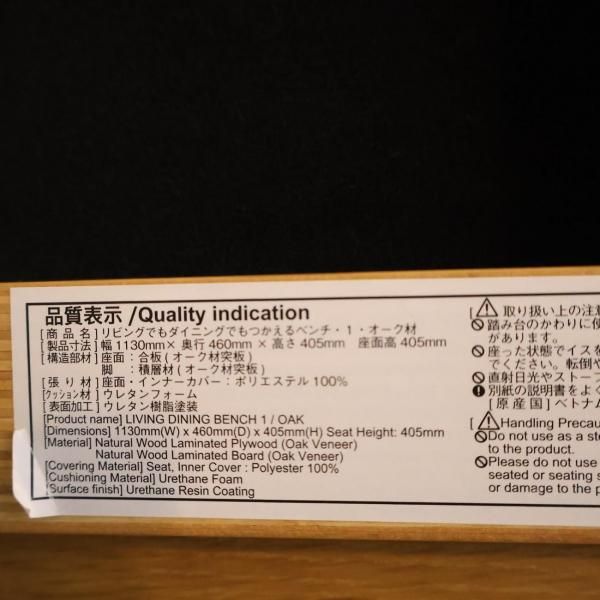 品質表示 /Quality indication
[商品名] リビングでもダイニングでもつかえるベンチ・1・オーク材
[製品寸法] 幅 1130mm× 奥行 460mm× 高さ 405mm 座面高 405mm
[構造部材] 座面：合板(オーク材突板)
脚 ：積層材(オーク材突板)
[張り材] 座面・インナーカバー：ポリエステル 100%
[クッション材] ウレタンフォーム
[表面加工] ウレタン樹脂塗装
[Product name] LIVING DINING BENCH 1 / OAK
[Dimensions] 1130mm(W) x 460mm(D) x 405mm(H) Seat Height: 405mm
[Material] Natural Wood Laminated Plywood (Oak Veneer)
Natural Wood Laminated Board (Oak Veneer)
[Covering Material] Seat, Inner Cover : Polyester 100%
[Cushioning Material] Urethane Foam
[Surface finish] Urethane Resin Coating
[⚠ 取り扱い上の注意
踏み台のかわりに使
があります。
座った状態でイスを
でください。転倒や
直射日光やストーブ
別紙の説明書をよく
[原産国] ベトナム
[⚠Handling Precau
Do not use as a ste
to the product.
Please do not use
seated or seating s
or damage to the p